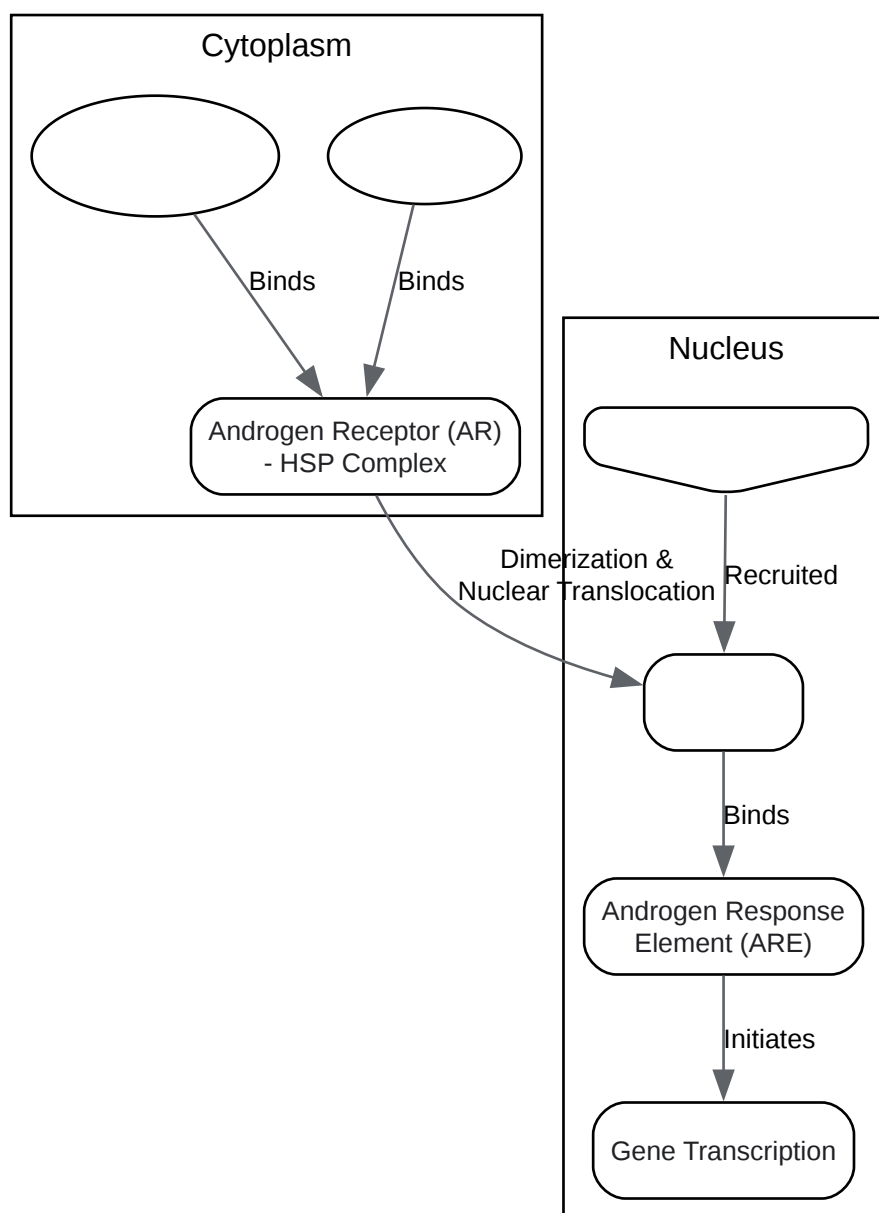 Cytoplasm
Binds
Binds
Androgen Receptor (AR)
- HSP Complex
Nucleus
Dimerization &
Nuclear Translocation
Recruited
Binds
Androgen Response
Element (ARE)
Initiates
Gene Transcription